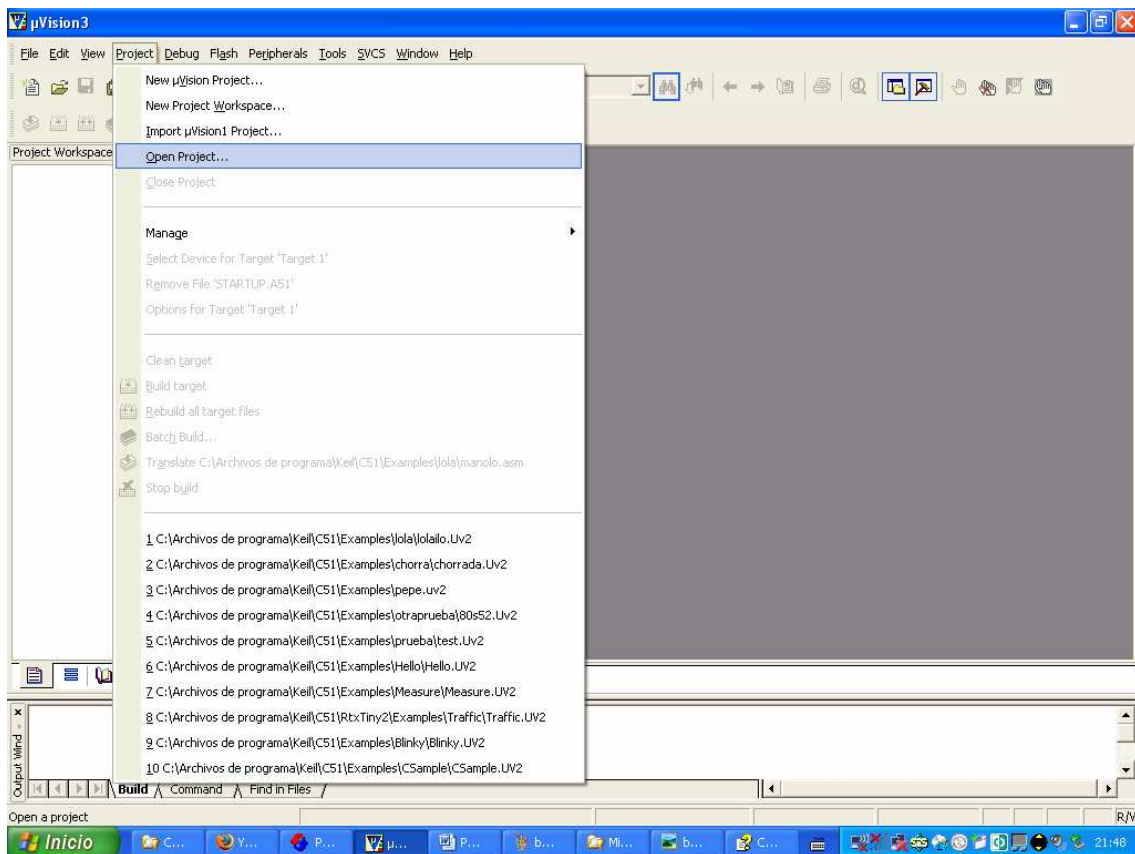 µVision3
File Edit View Project Debug Flash Peripherals Tools SVCS Window Help
New µVision Project...
New Project Workspace...
Import µVision1 Project...
Project Workspace
Open Project...
Close Project
Manage
Select Device for Target 'Target 1'
Remove File 'STARTUP.A51'
Options for Target 'Target 1'
Clean target
Build target
Rebuild all target files
Batch Build...
Translate C:\Archivos de programa\Keil\C51\Examples\lola\manolo.asm
Stop build
1 C:\Archivos de programa\Keil\C51\Examples\lola\lolailo.Uv2
2 C:\Archivos de programa\Keil\C51\Examples\chorra\chorrada.Uv2
3 C:\Archivos de programa\Keil\C51\Examples\pepe.uv2
4 C:\Archivos de programa\Keil\C51\Examples\otraprueba\80s52.Uv2
5 C:\Archivos de programa\Keil\C51\Examples\prueba\test.Uv2
6 C:\Archivos de programa\Keil\C51\Examples\Hello\Hello.UV2
7 C:\Archivos de programa\Keil\C51\Examples\Measure\Measure.UV2
8 C:\Archivos de programa\Keil\C51\RtxTiny2\Examples\Traffic\Traffic.UV2
9 C:\Archivos de programa\Keil\C51\Examples\Blinky\Blinky.UV2
10 C:\Archivos de programa\Keil\C51\Examples\CSample\CSample.UV2
Output Wind
Build Command Find in Files
Open a project
R/W
Inicio C... Y... P... µ... P... b... Mi... b... C... 21:48